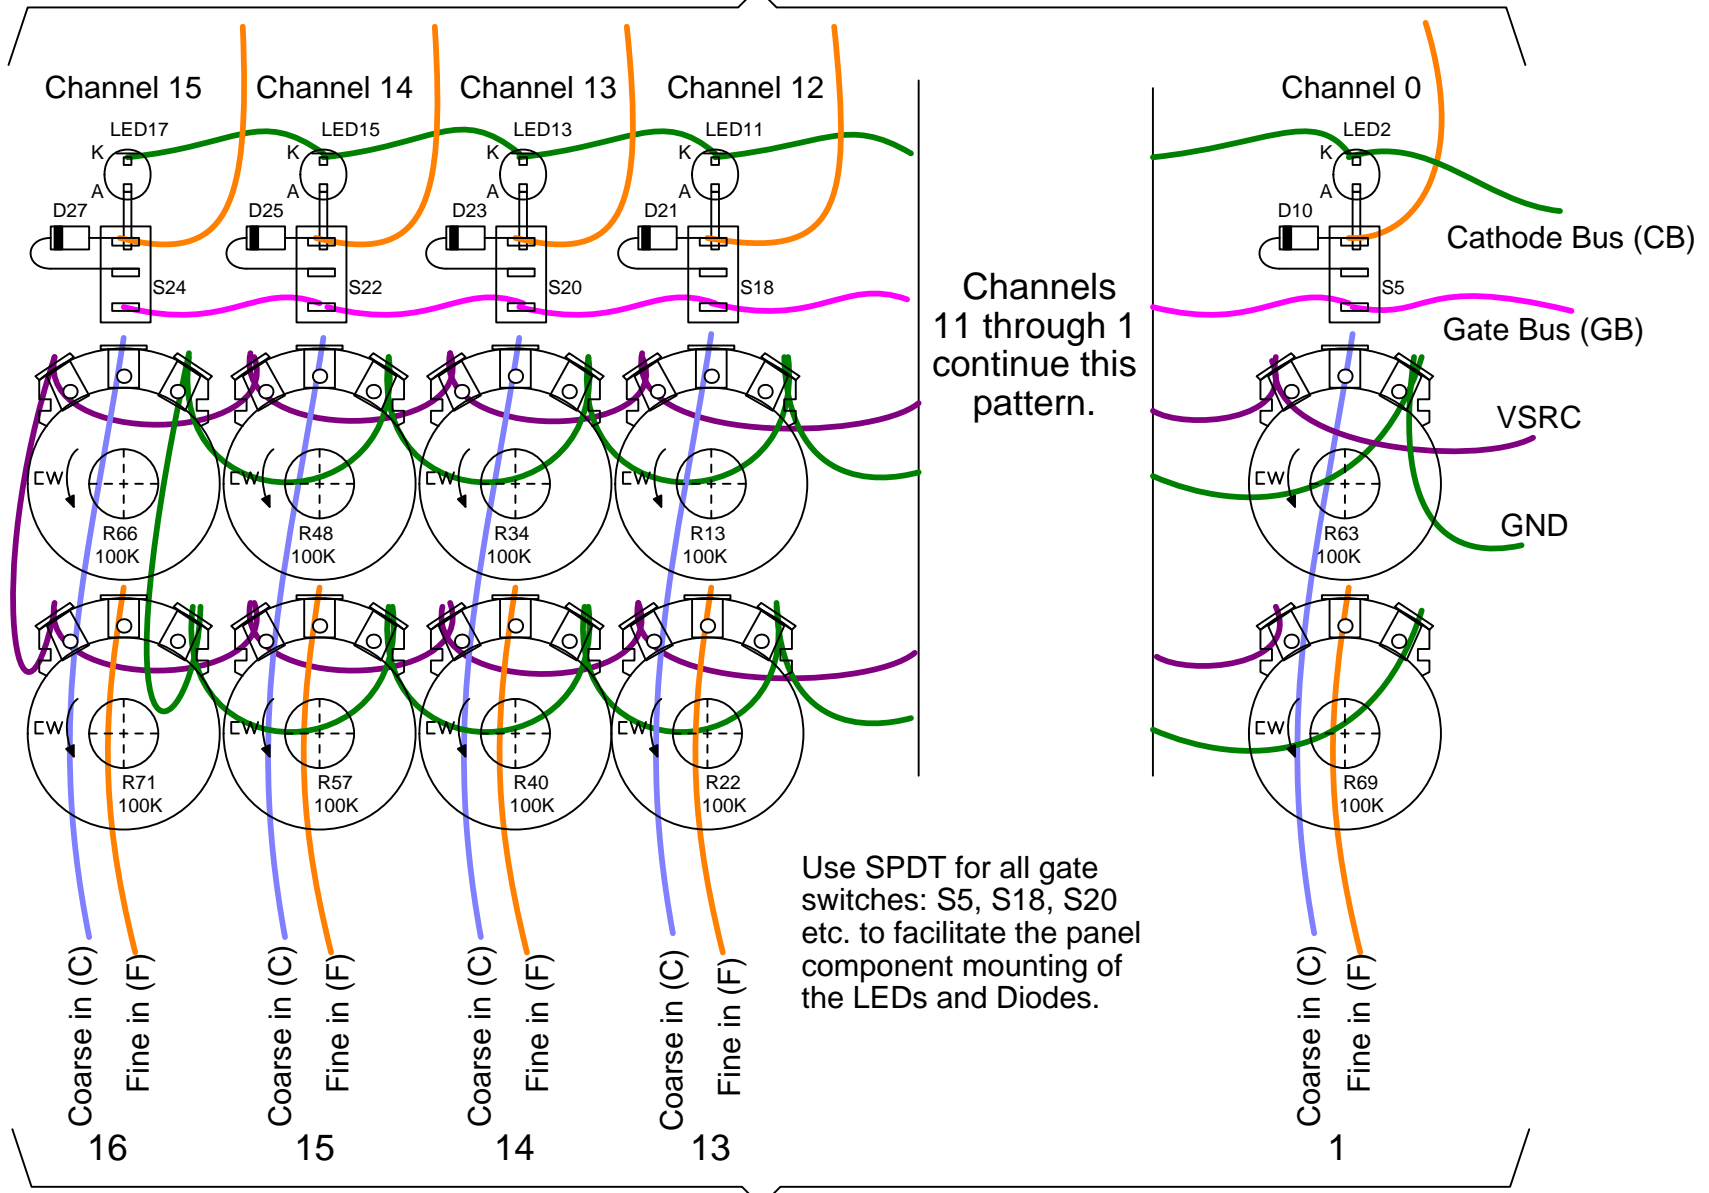 Channel 15
Channel 14
Channel 13
Channel 12
Channel 0
LED17
LED15
LED13
LED11
LED2
K
K
K
K
K
A
A
A
A
A
D27
D25
D23
D21
D10
Cathode Bus (CB)
S24
S22
S20
S18
S5
Channels
11 through 1
continue this
pattern.
Gate Bus (GB)
VSRC
CW
CW
CW
CW
CW
GND
R66
100K
R48
100K
R34
100K
R13
100K
R63
100K
CW
CW
CW
CW
CW
R71
100K
R57
100K
R40
100K
R22
100K
R69
100K
Use SPDT for all gate
switches: S5, S18, S20
etc. to facilitate the panel
component mounting of
the LEDs and Diodes.
Coarse in (C)
Fine in (F)
Coarse in (C)
Fine in (F)
Coarse in (C)
Fine in (F)
Coarse in (C)
Fine in (F)
Coarse in (C)
Fine in (F)
16
15
14
13
1